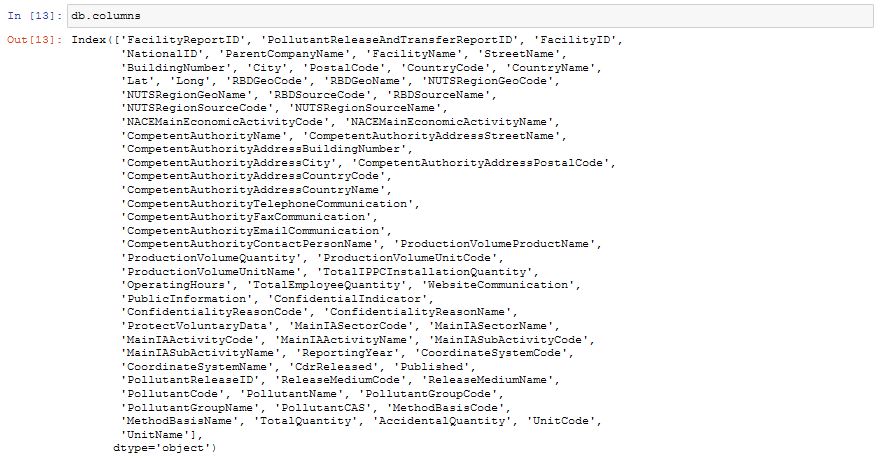 In [13]: db.columns
Out[13]: Index(['FacilityReportID', 'PollutantReleaseAndTransferReportID', 'FacilityID',
'NationalID', 'ParentCompanyName', 'FacilityName', 'StreetName',
'BuildingNumber', 'City', 'PostalCode', 'CountryCode', 'CountryName',
'Lat', 'Long', 'RBDGeoCode', 'RBDGeoName', 'NUTSRegionGeoCode',
'NUTSRegionGeoName', 'RBDSourceCode', 'RBDSourceName',
'NUTSRegionSourceCode', 'NUTSRegionSourceName',
'NACEMainEconomicActivityCode', 'NACEMainEconomicActivityName',
'CompetentAuthorityName', 'CompetentAuthorityAddressStreetName',
'CompetentAuthorityAddressBuildingNumber',
'CompetentAuthorityAddressCity', 'CompetentAuthorityAddressPostalCode',
'CompetentAuthorityAddressCountryCode',
'CompetentAuthorityAddressCountryName',
'CompetentAuthorityTelephoneCommunication',
'CompetentAuthorityFaxCommunication',
'CompetentAuthorityEmailCommunication',
'CompetentAuthorityContactPersonName', 'ProductionVolumeProductName',
'ProductionVolumeQuantity', 'ProductionVolumeUnitCode',
'ProductionVolumeUnitName', 'TotalIPPCInstallationQuantity',
'OperatingHours', 'TotalEmployeeQuantity', 'WebsiteCommunication',
'PublicInformation', 'ConfidentialIndicator',
'ConfidentialityReasonCode', 'ConfidentialityReasonName',
'ProtectVoluntaryData', 'MainIASectorCode', 'MainIASectorName',
'MainIAActivityCode', 'MainIAActivityName', 'MainIASubActivityCode',
'MainIASubActivityName', 'ReportingYear', 'CoordinateSystemCode',
'CoordinateSystemName', 'CdrReleased', 'Published',
'PollutantReleaseID', 'ReleaseMediumCode', 'ReleaseMediumName',
'PollutantCode', 'PollutantName', 'PollutantGroupCode',
'PollutantGroupName', 'PollutantCAS', 'MethodBasisCode',
'MethodBasisName', 'TotalQuantity', 'AccidentalQuantity', 'UnitCode',
'UnitName'],
dtype='object')